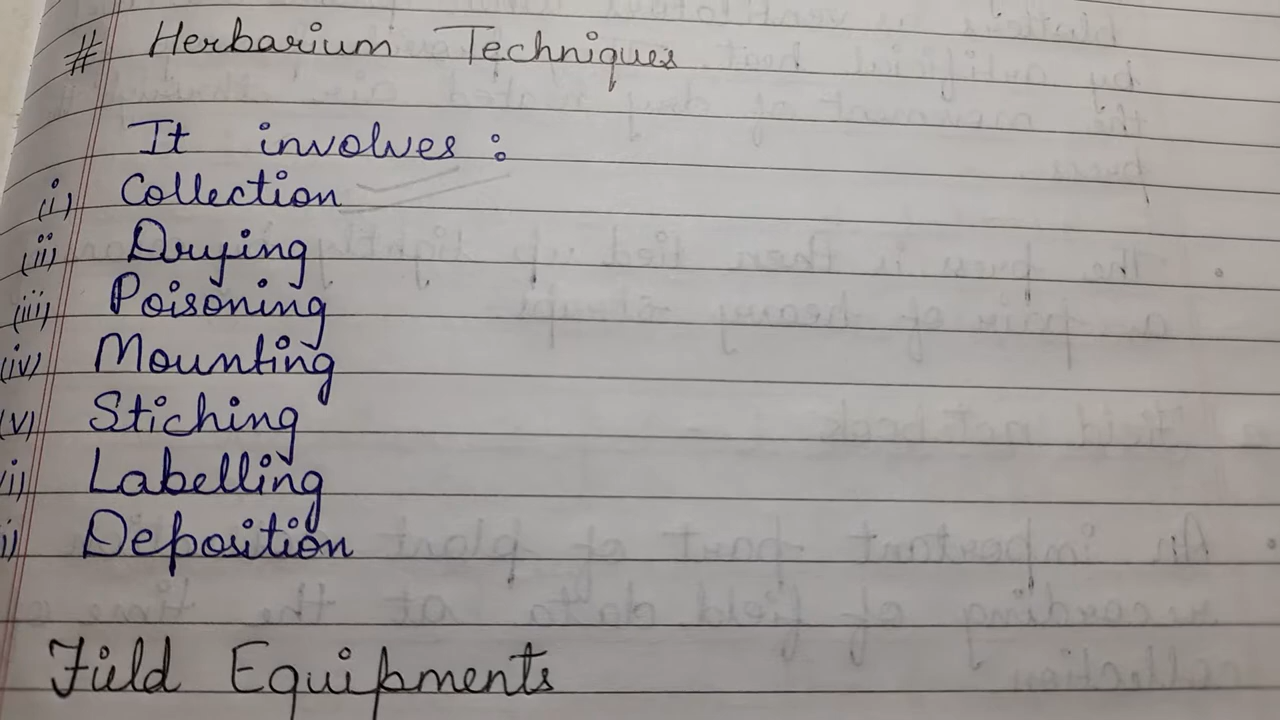 # Herbarium Techniques
It involves :
(i) Collection
(ii) Drying
(iii) Poisoning
(iv) Mounting
(v) Stiching
i) Labelling
i) Deposition
Field Equipments